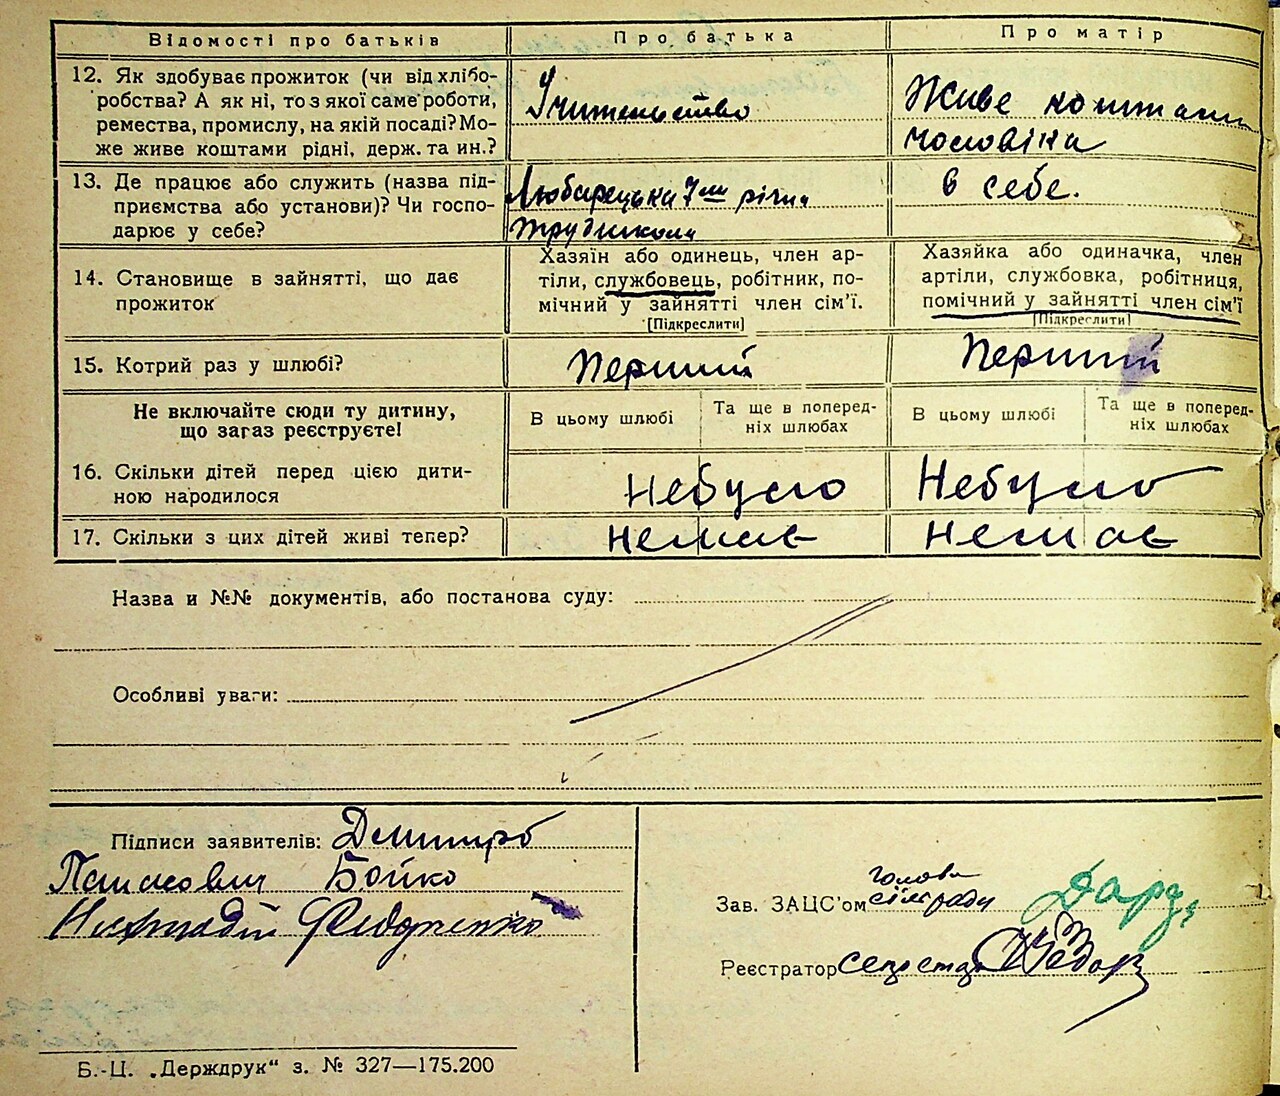 Відомості про батьків
Про батька
Про матір
12. Як здобуває прожиток (чи від хлібо-
робства? А як ні, то з якої саме роботи,
ремества, промислу, на якій посаді? Мо-
же живе коштами рідні, держ. та ин.?
Учительство
Живе коштами
чоловіка
13. Де працює або служить (назва під-
приємства або установи)? Чи госпо-
дарює у себе?
Любарецька 7ми річна
трудшкола
в себе.
14. Становище в зайнятті, що дає
прожиток
Хазяїн або одинець, член ар-
тіли, службовець, робітник, по-
мічний у зайнятті член сім'ї.
[Підкреслити]
Хазяйка або одиначка, член
артіли, службовка, робітниця,
помічний у зайнятті член сім'ї
[Підкреслити]
15. Котрий раз у шлюбі?
Перший
Перший
Не включайте сюди ту дитину,
що загаз реєструєте!
В цьому шлюбі
Та ще в поперед-
ніх шлюбах
В цьому шлюбі
Та ще в поперед-
ніх шлюбах
16. Скільки дітей перед цією дити-
ною народилося
Небуло
Небуло
17. Скільки з цих дітей живі тепер?
Немає
Немає
Назва и №№ документів, або постанова суду:
Особливі уваги:
Підписи заявителів: Дмитро
Бойко
Федоренко
Зав. ЗАЦС'ом голова
сільради
Реєстратор секретар
Б.-Ц. „Держдрук“ з. № 327—175.200